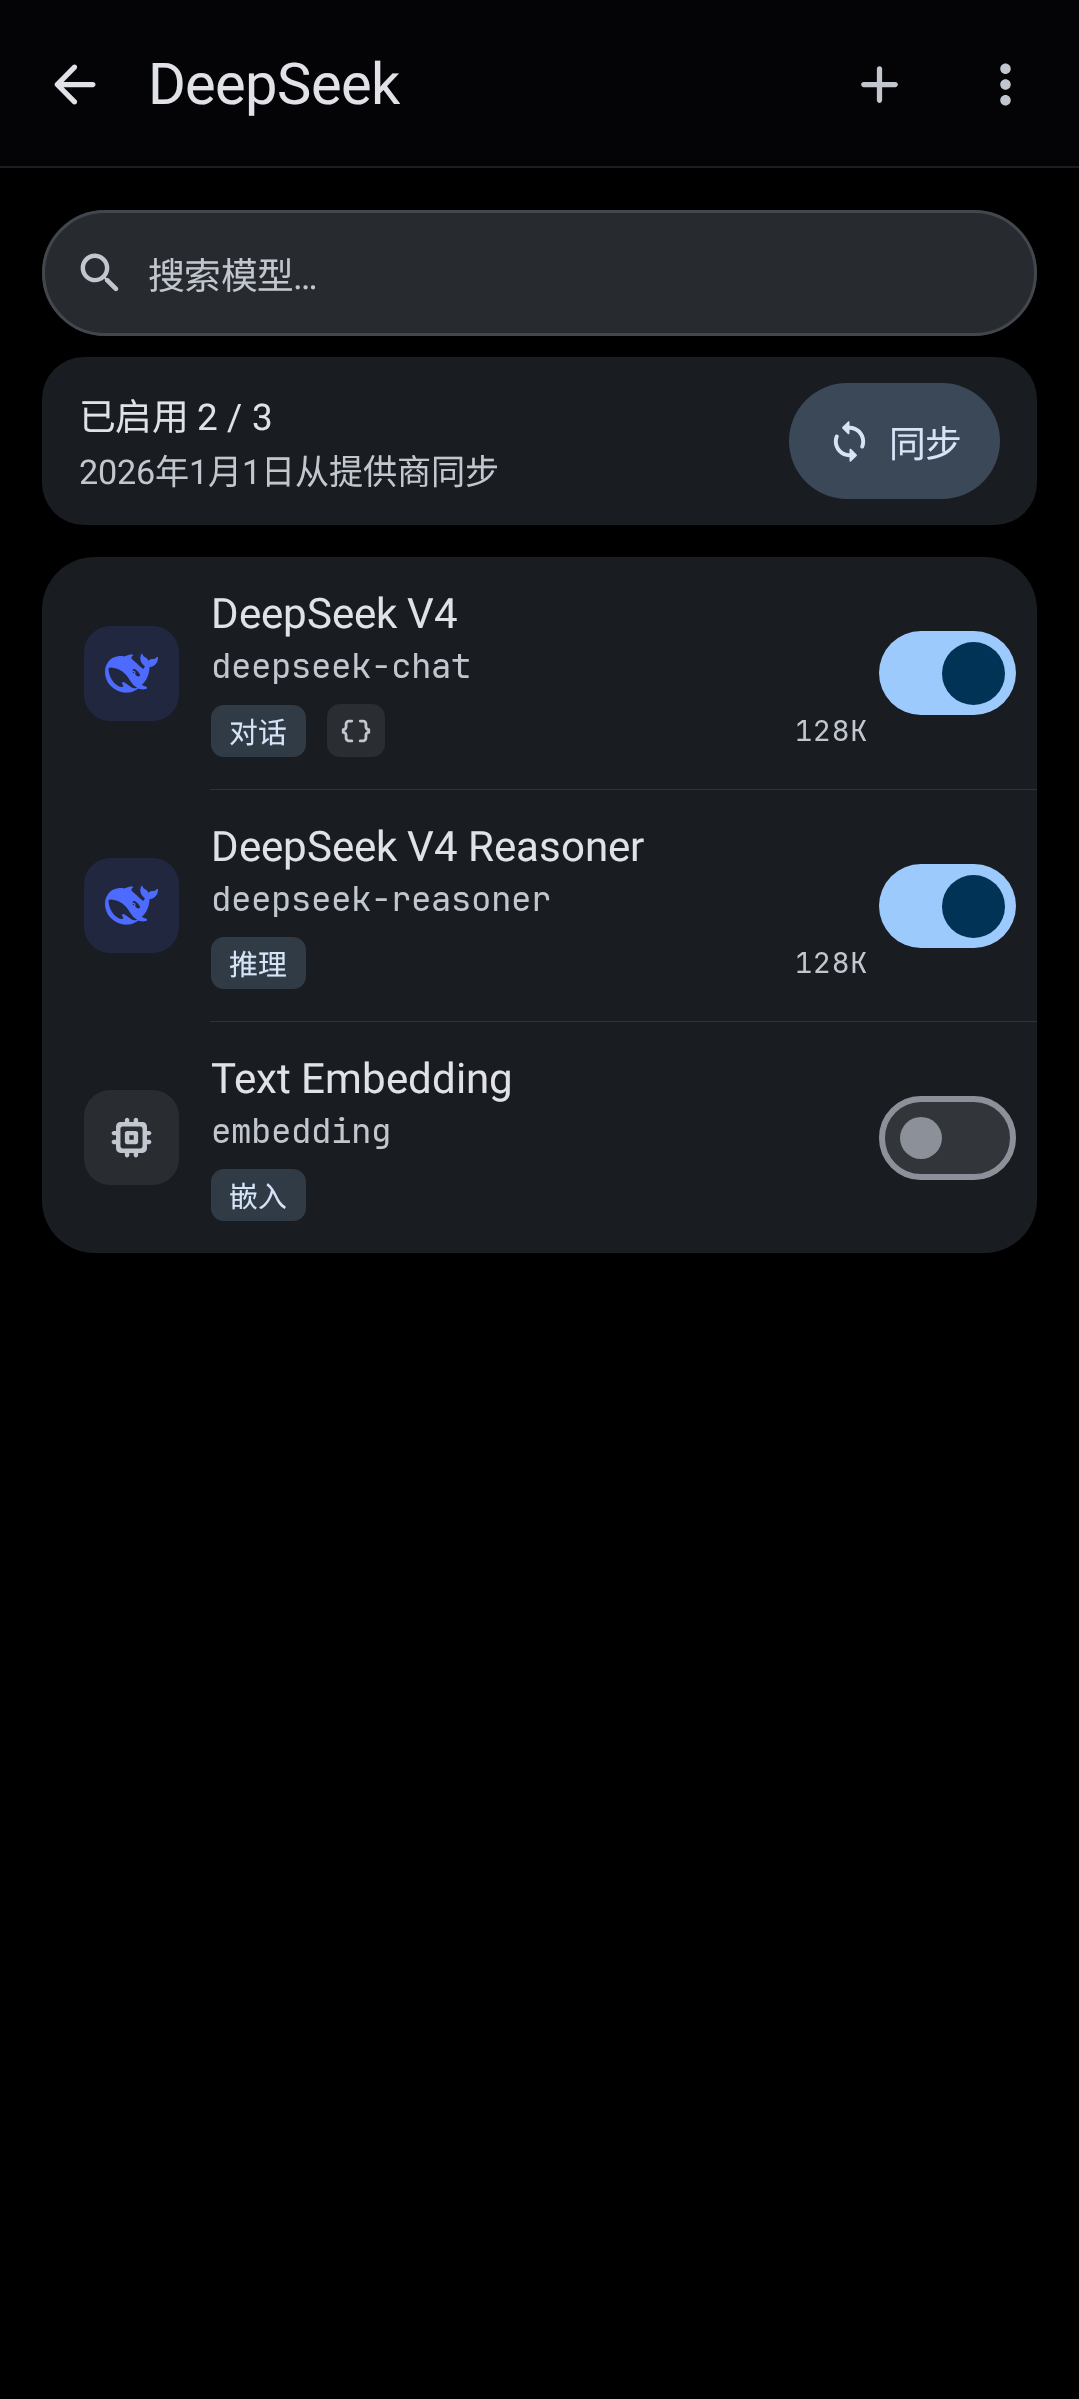 DeepSeek
搜索模型…
已启用 2 / 3
2026年1月1日从提供商同步
同步
DeepSeek V4
deepseek-chat
对话 {} 128K
DeepSeek V4 Reasoner
deepseek-reasoner
推理 128K
Text Embedding
embedding
嵌入